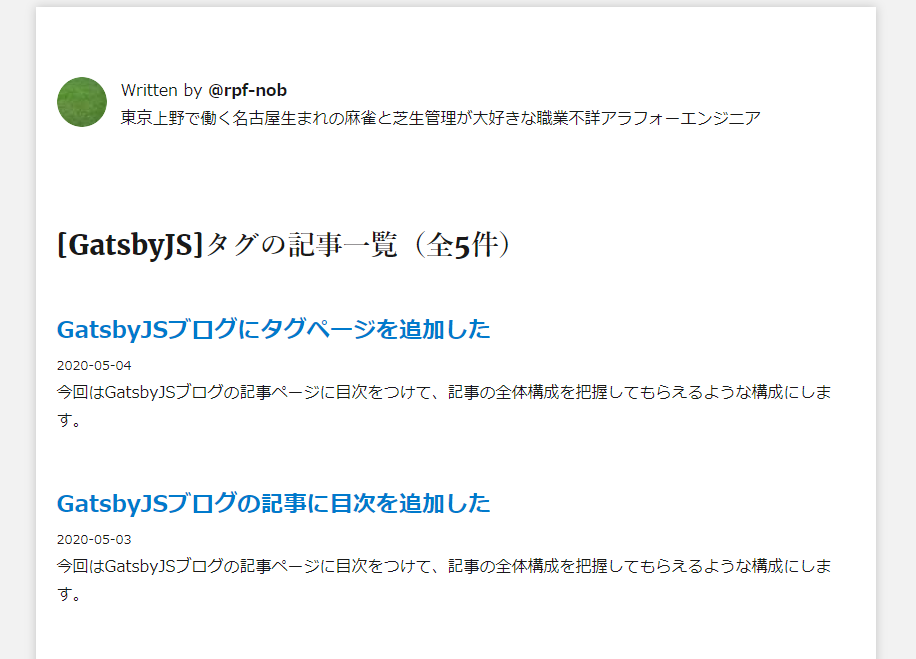 Written by @rpf-nob
東京上野で働く名古屋生まれの麻雀と芝生管理が大好きな職業不詳アラフォーエンジニア
[GatsbyJS]タグの記事一覧（全5件）
GatsbyJSブログにタグページを追加した
2020-05-04
今回はGatsbyJSブログの記事ページに目次をつけて、記事の全体構成を把握してもらえるような構成にしま
す。
GatsbyJSブログの記事に目次を追加した
2020-05-03
今回はGatsbyJSブログの記事ページに目次をつけて、記事の全体構成を把握してもらえるような構成にしま
す。